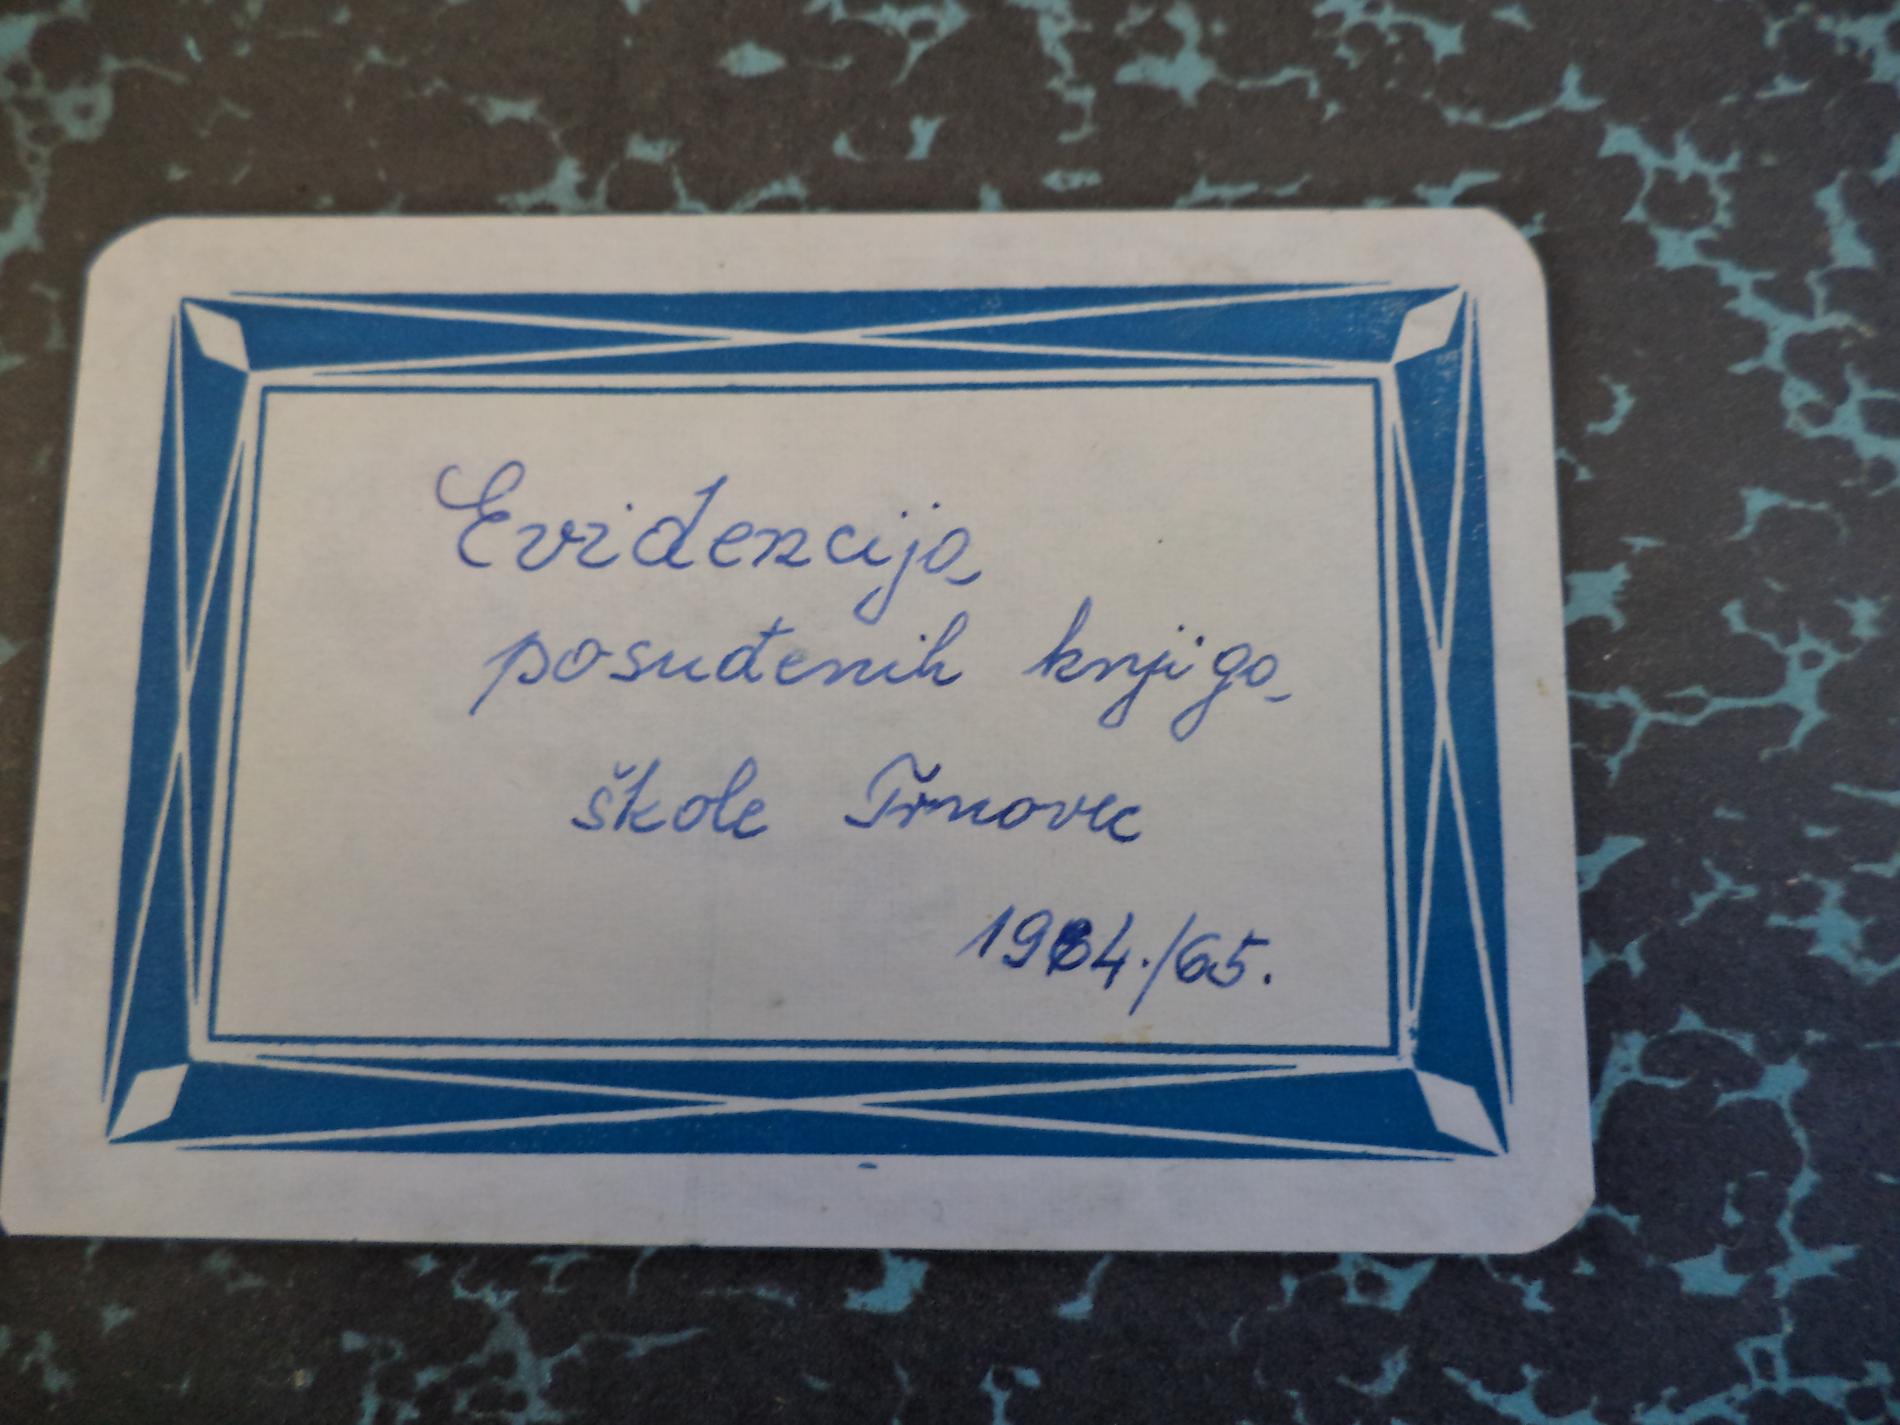 Evidencija
posuđenih knjiga
škole Trnovec
1964./65.